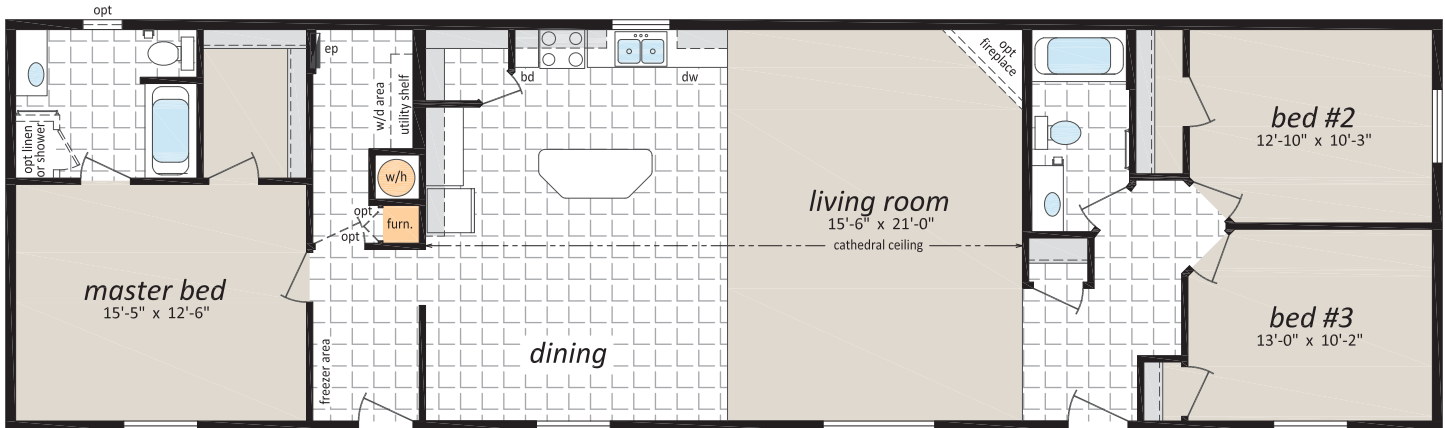 opt
ep
opt
fireplace
bd
dw
w/d area
utility shelf
opt linen
or shower
bed #2
12'-10" x 10'-3"
w/h
living room
15'-6" x 21'-0"
opt
furn.
opt
cathedral ceiling
master bed
15'-5" x 12'-6"
bed #3
13'-0" x 10'-2"
dining
freezer area